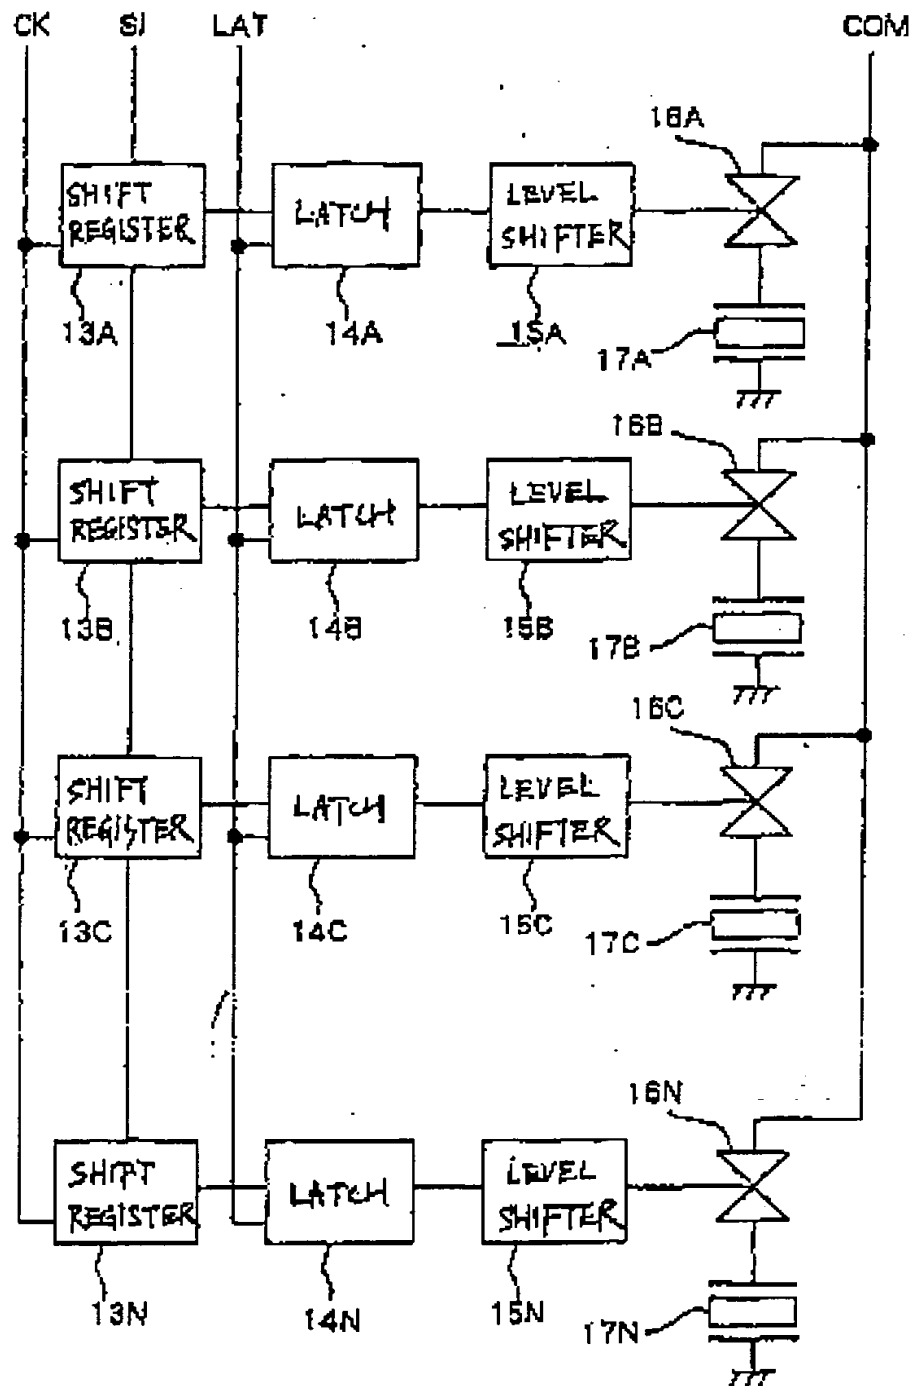 CK SI LAT COM
16A
SHIFT
REGISTER
LATCH
LEVEL
SHIFTER
13A 14A 15A 17A
16B
SHIFT
REGISTER
LATCH
LEVEL
SHIFTER
13B 14B 15B 17B
16C
SHIFT
REGISTER
LATCH
LEVEL
SHIFTER
13C 14C 15C 17C
16N
SHIFT
REGISTER
LATCH
LEVEL
SHIFTER
13N 14N 15N 17N